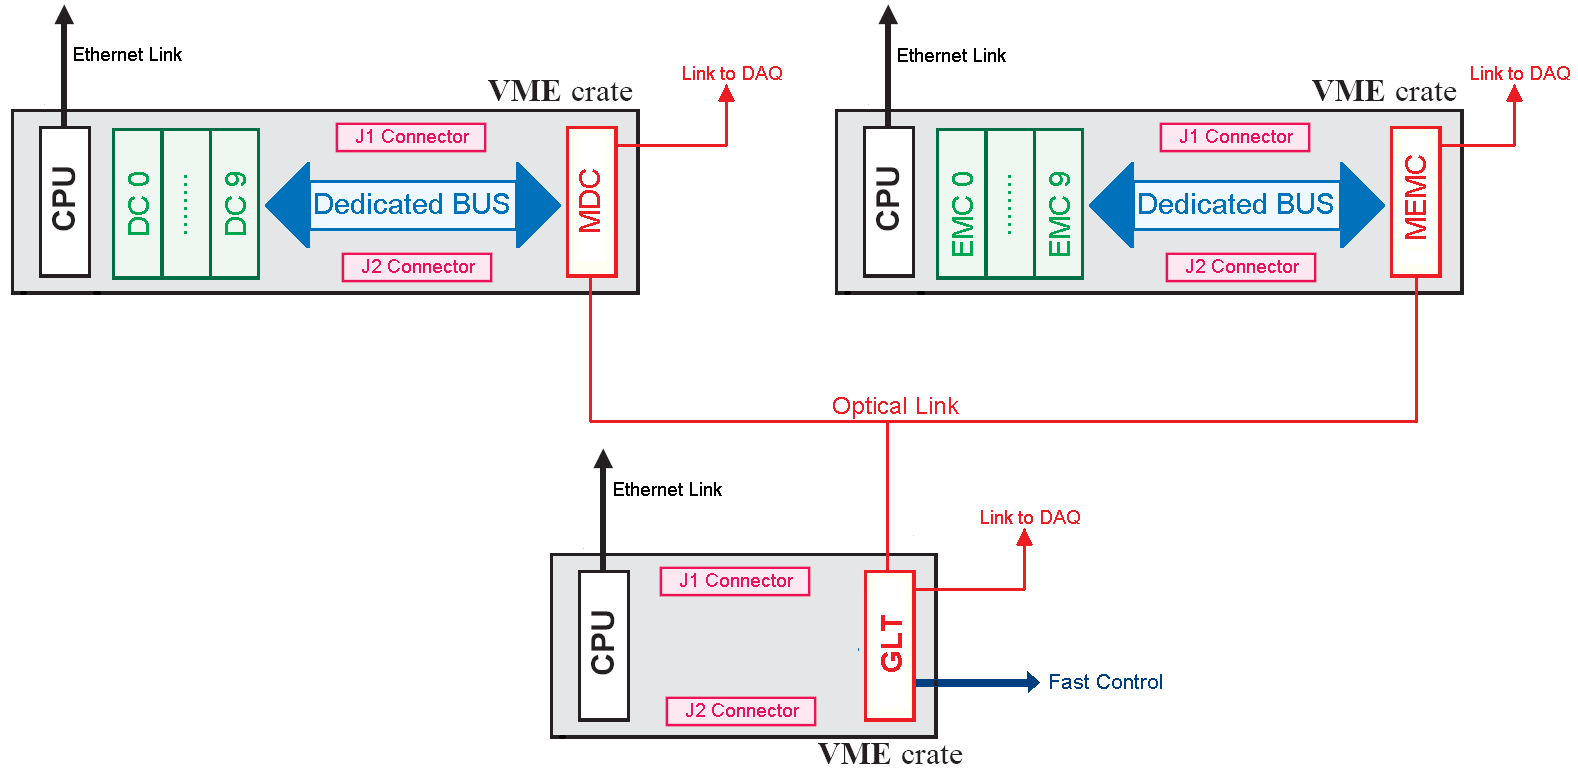 Ethernet Link
VME crate
Link to DAQ
CPU
DC 0
.......
DC 9
J1 Connector
Dedicated BUS
J2 Connector
MDC
Ethernet Link
VME crate
Link to DAQ
CPU
EMC 0
.......
EMC 9
J1 Connector
Dedicated BUS
J2 Connector
MEMC
Optical Link
Ethernet Link
Link to DAQ
CPU
J1 Connector
J2 Connector
GLT
Fast Control
VME crate